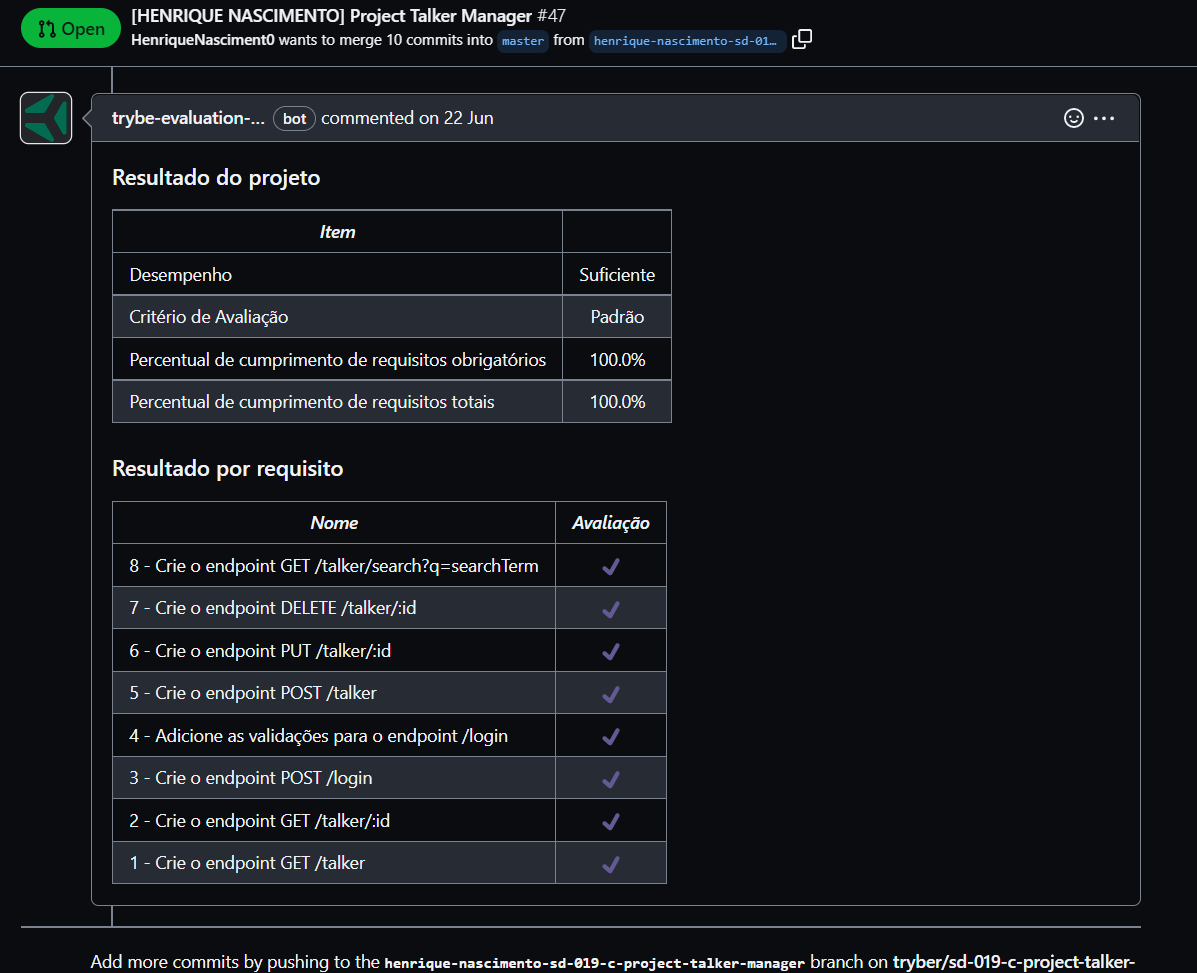 Open
[HENRIQUE NASCIMENTO] Project Talker Manager #47
HenriqueNasciment0 wants to merge 10 commits into master from henrique-nascimento-sd-01…
trybe-evaluation-... bot commented on 22 Jun
Resultado do projeto
Item
Desempenho Suficiente
Critério de Avaliação Padrão
Percentual de cumprimento de requisitos obrigatórios 100.0%
Percentual de cumprimento de requisitos totais 100.0%
Resultado por requisito
Nome Avaliação
8 - Crie o endpoint GET /talker/search?q=searchTerm ✔
7 - Crie o endpoint DELETE /talker/:id ✔
6 - Crie o endpoint PUT /talker/:id ✔
5 - Crie o endpoint POST /talker ✔
4 - Adicione as validações para o endpoint /login ✔
3 - Crie o endpoint POST /login ✔
2 - Crie o endpoint GET /talker/:id ✔
1 - Crie o endpoint GET /talker ✔
Add more commits by pushing to the henrique-nascimento-sd-019-c-project-talker-manager branch on tryber/sd-019-c-project-talker-